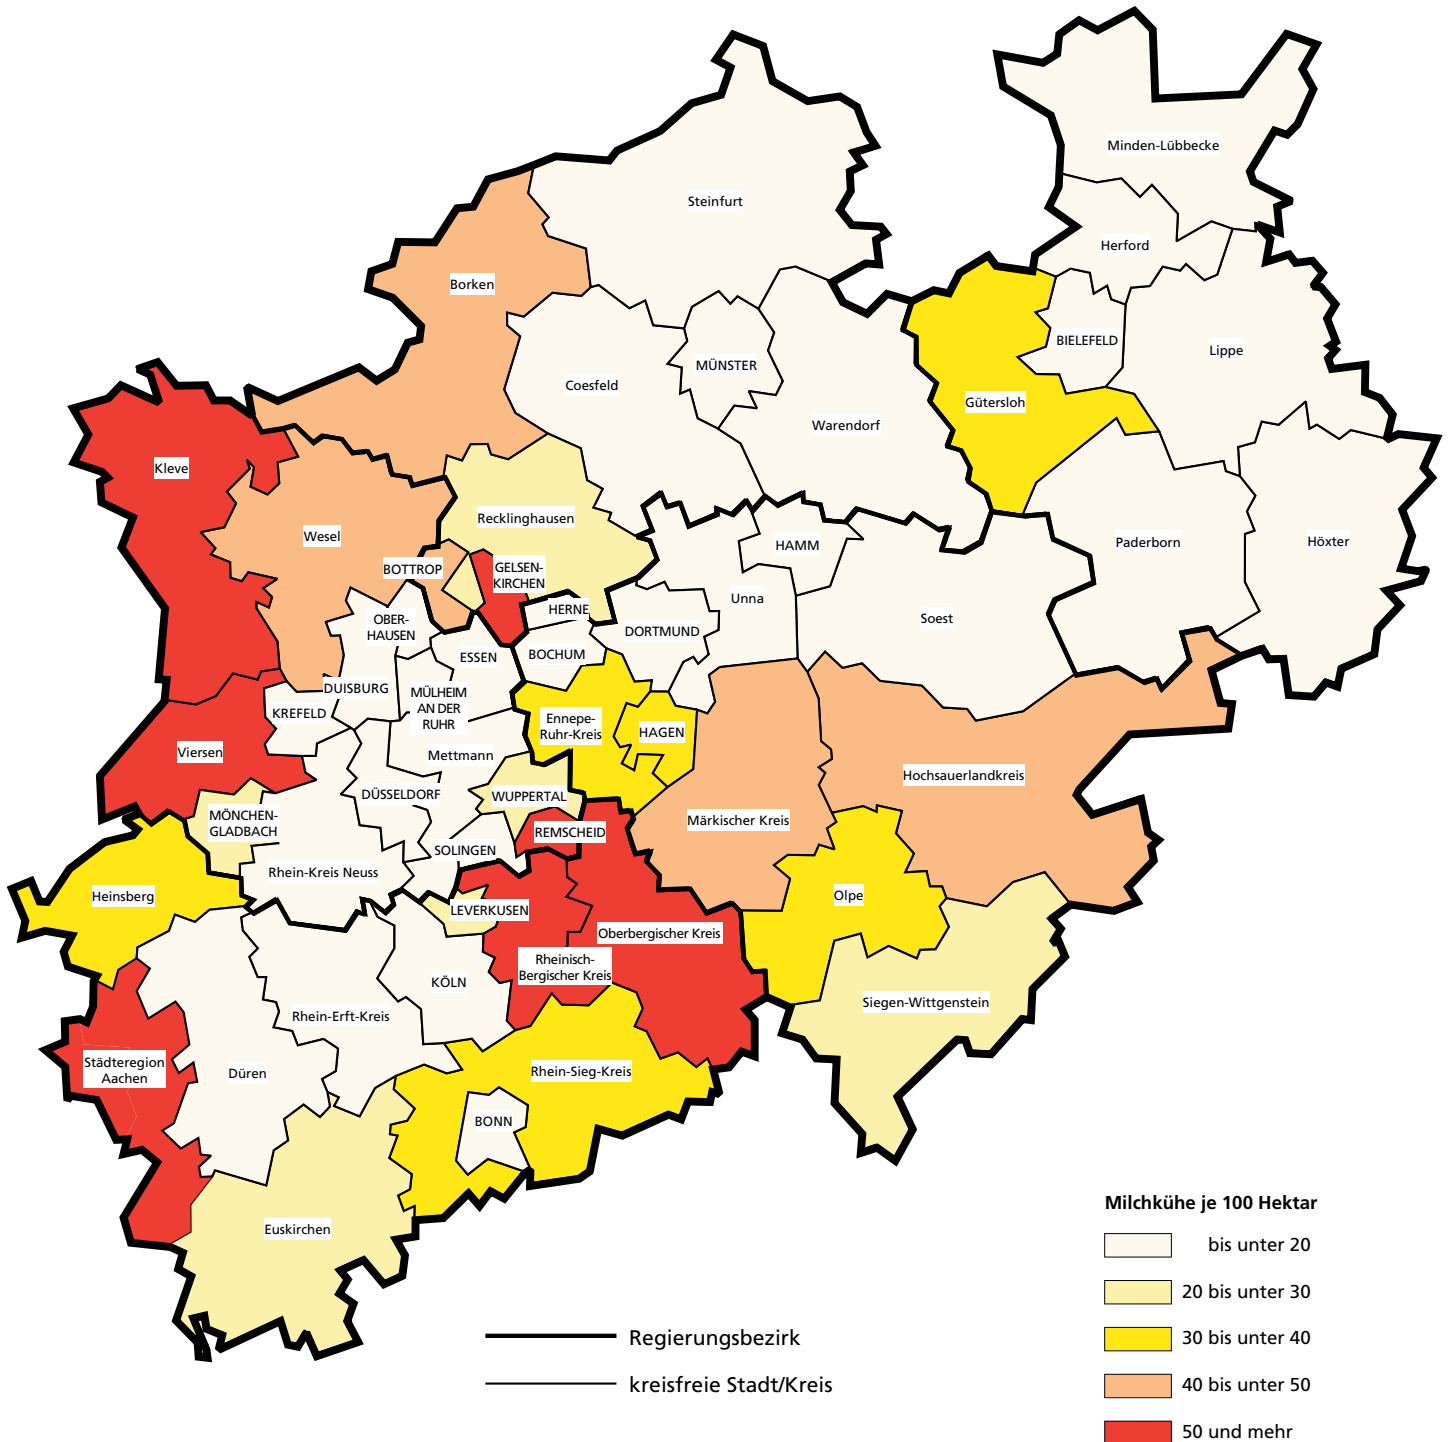 Minden-Lübbecke
Steinfurt
Herford
Borken
BIELEFELD
Lippe
MÜNSTER
Coesfeld
Gütersloh
Warendorf
Kleve
Recklinghausen
Wesel
HAMM
Paderborn
Höxter
BOTTROP
GELSEN-
KIRCHEN
Unna
HERNE
Soest
OBER-
HAUSEN
DORTMUND
ESSEN
BOCHUM
DUISBURG
MÜLHEIM
AN DER
RUHR
KREFELD
Ennepe-
Ruhr-Kreis
HAGEN
Viersen
Mettmann
Hochsauerlandkreis
DÜSSELDORF
WUPPERTAL
MÖNCHEN-
GLADBACH
Märkischer Kreis
REMSCHEID
SOLINGEN
Rhein-Kreis Neuss
Heinsberg
Olpe
LEVERKUSEN
Oberbergischer Kreis
Rheinisch-
Bergischer Kreis
KÖLN
Siegen-Wittgenstein
Rhein-Erft-Kreis
Städteregion
Aachen
Düren
Rhein-Sieg-Kreis
BONN
Euskirchen
Milchkühe je 100 Hektar
bis unter 20
20 bis unter 30
30 bis unter 40
40 bis unter 50
50 und mehr
Regierungsbezirk
kreisfreie Stadt/Kreis